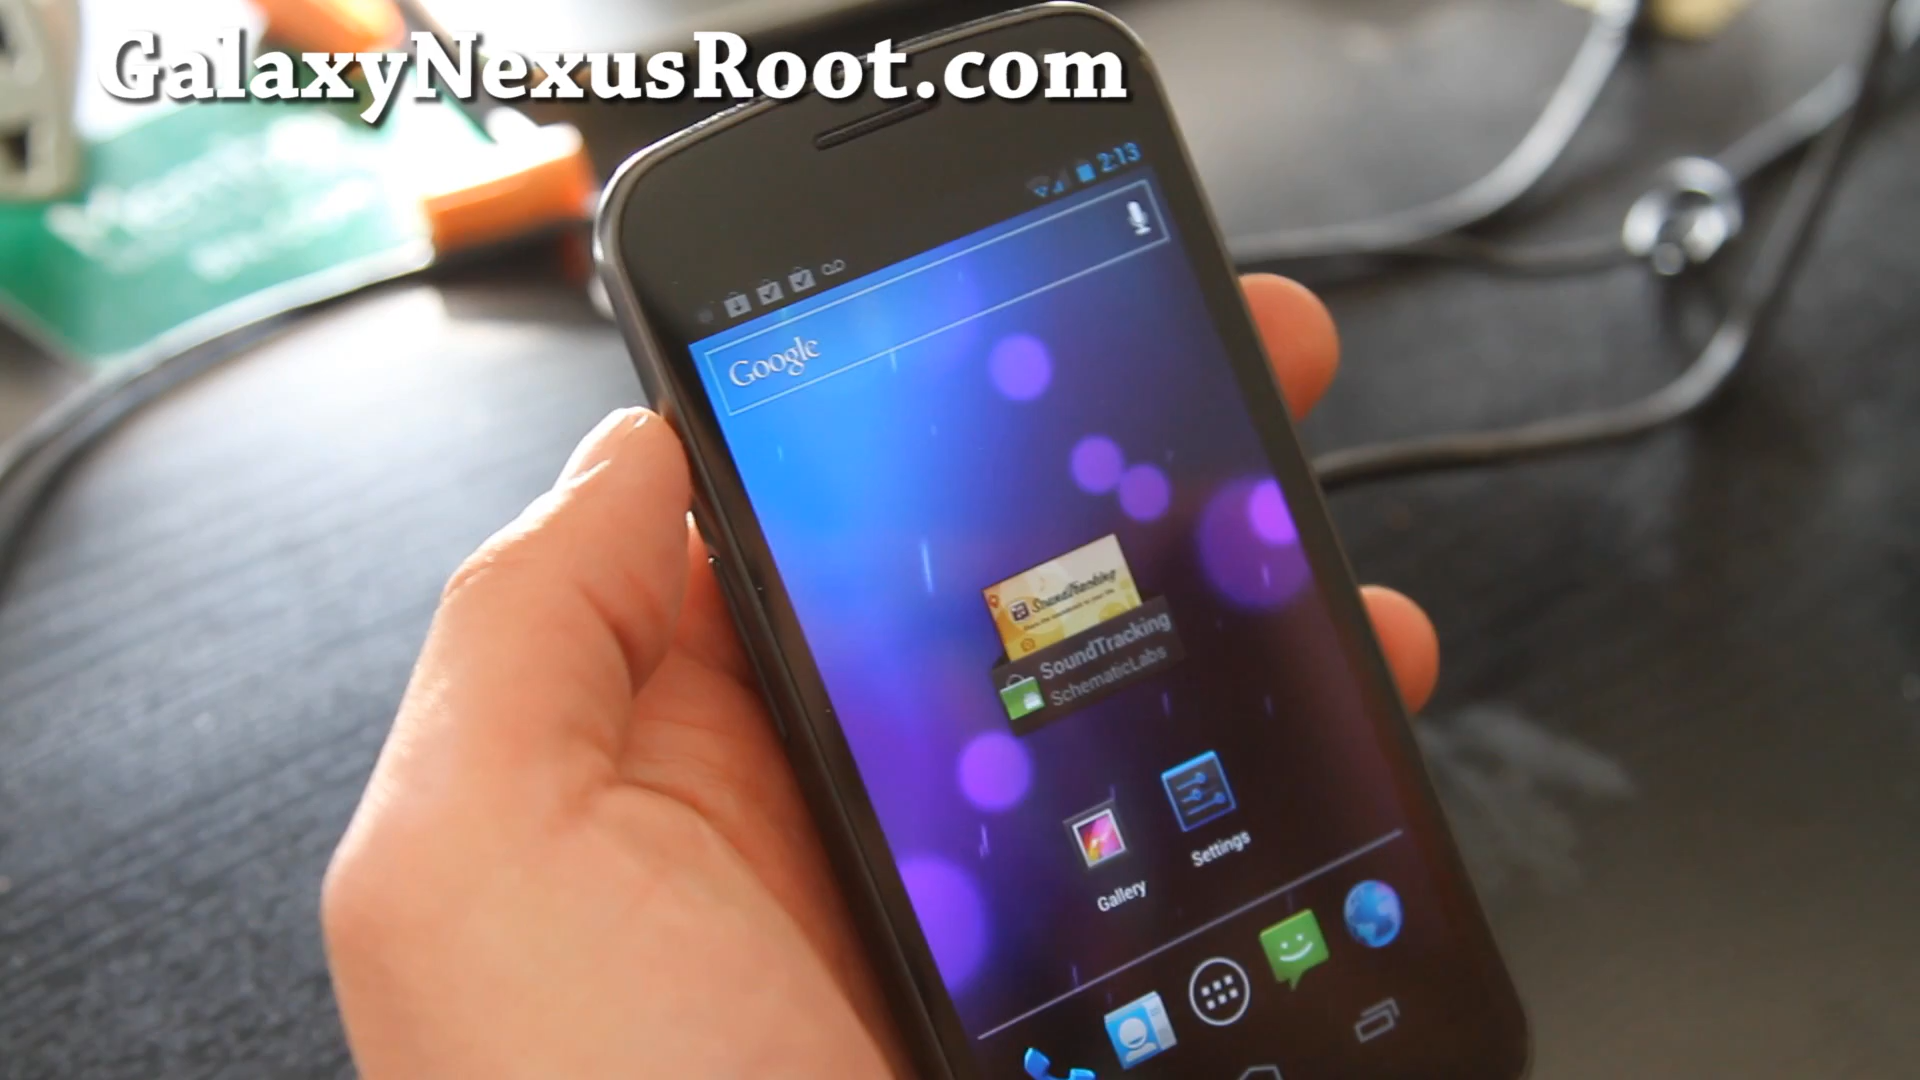 GalaxyNexusRoot.com
2:13
Google
SoundTracking
SoundTracking
SchematicLabs
Settings
Gallery